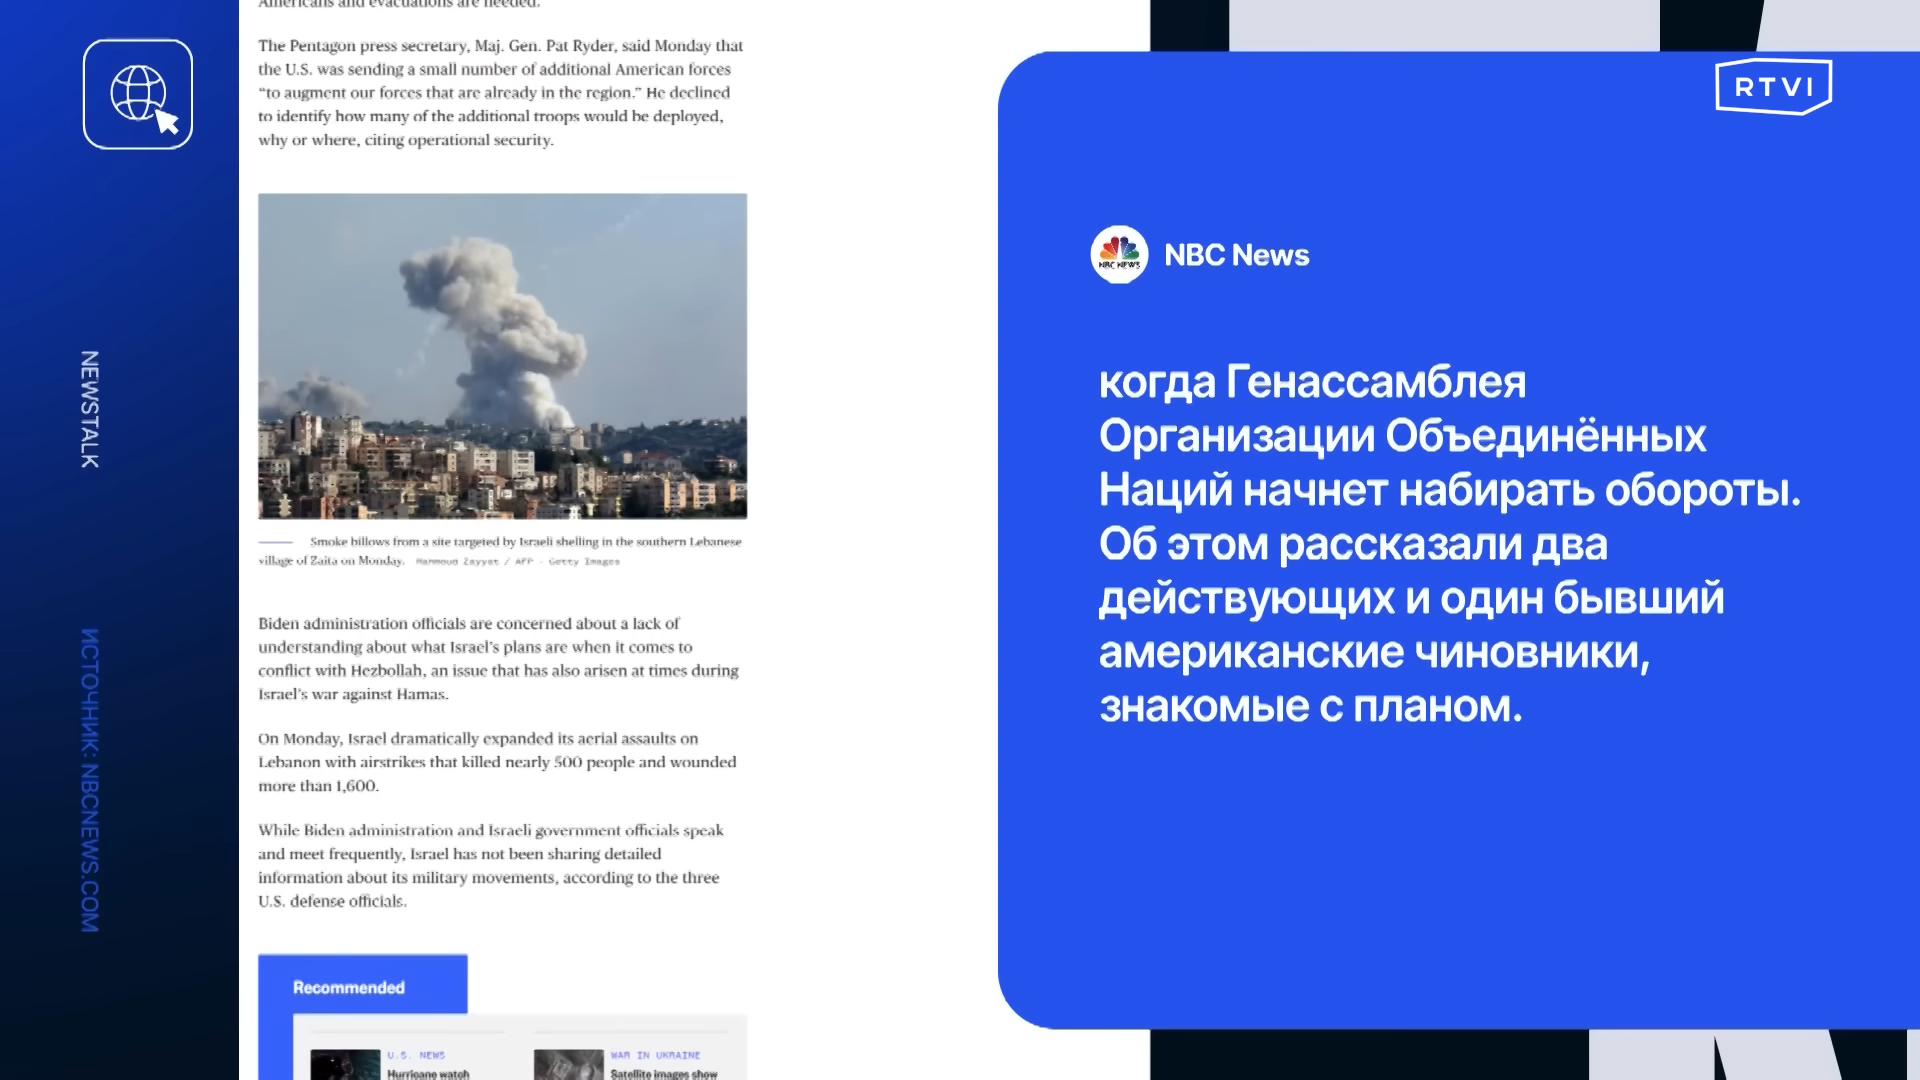 NEWSTALK
ИСТОЧНИК: NBCNEWS.COM
Americans and evacuations are needed.
The Pentagon press secretary, Maj. Gen. Pat Ryder, said Monday that
the U.S. was sending a small number of additional American forces
“to augment our forces that are already in the region.” He declined
to identify how many of the additional troops would be deployed,
why or where, citing operational security.
Smoke billows from a site targeted by Israeli shelling in the southern Lebanese
village of Zaita on Monday. Mahmoud Zayyat / AFP - Getty Images
Biden administration officials are concerned about a lack of
understanding about what Israel’s plans are when it comes to
conflict with Hezbollah, an issue that has also arisen at times during
Israel’s war against Hamas.
On Monday, Israel dramatically expanded its aerial assaults on
Lebanon with airstrikes that killed nearly 500 people and wounded
more than 1,600.
While Biden administration and Israeli government officials speak
and meet frequently, Israel has not been sharing detailed
information about its military movements, according to the three
U.S. defense officials.
Recommended
U.S. NEWS
Hurricane watch
WAR IN UKRAINE
Satellite images show
RTVI
NBC NEWS
NBC News
когда Генассамблея
Организации Объединённых
Наций начнет набирать обороты.
Об этом рассказали два
действующих и один бывший
американские чиновники,
знакомые с планом.